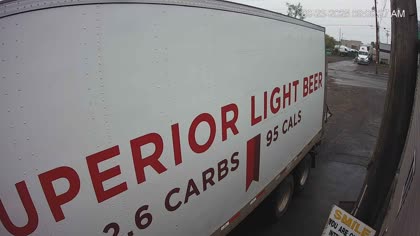 UPERIOR LIGHT BEER
2.6 CARBS 95 CALS
SMILE
YOU ARE